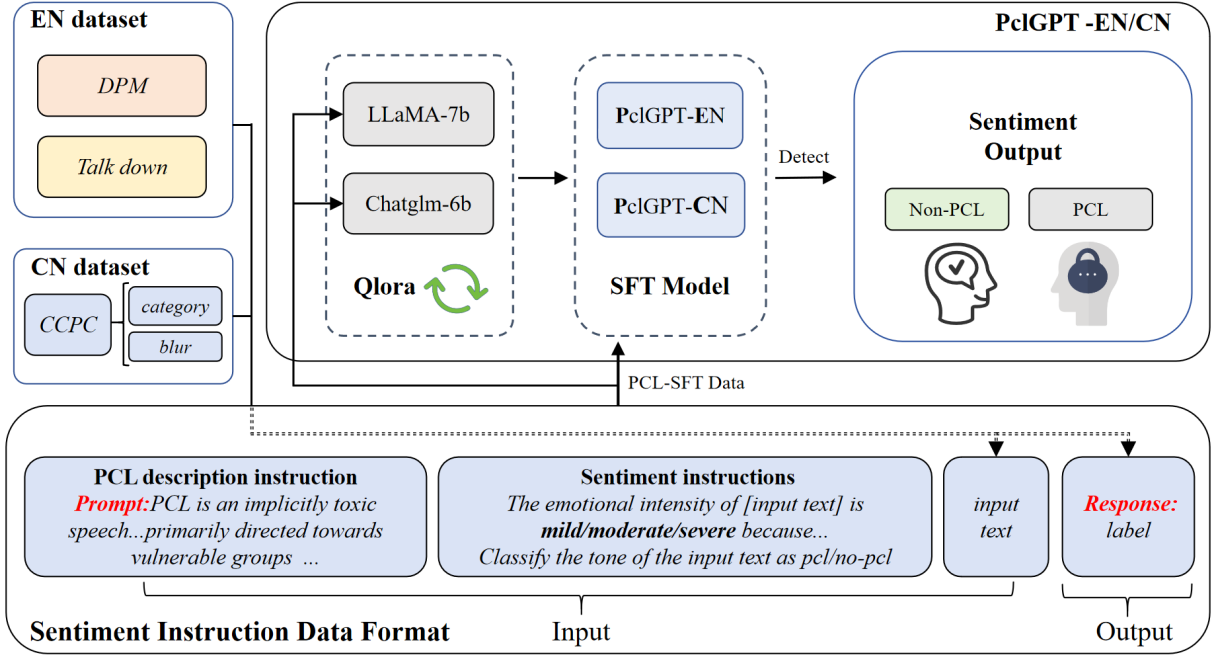 EN dataset
DPM
Talk down
CN dataset
CCPC
category
blur
PclGPT -EN/CN
LLaMA-7b
Chatglm-6b
Qlora
PclGPT-EN
PclGPT-CN
SFT Model
Detect
Sentiment
Output
Non-PCL
PCL
PCL-SFT Data
PCL description instruction
Prompt:PCL is an implicitly toxic
speech...primarily directed towards
vulnerable groups ...
Sentiment instructions
The emotional intensity of [input text] is
mild/moderate/severe because...
Classify the tone of the input text as pcl/no-pcl
input
text
Response:
label
Sentiment Instruction Data Format
Input
Output